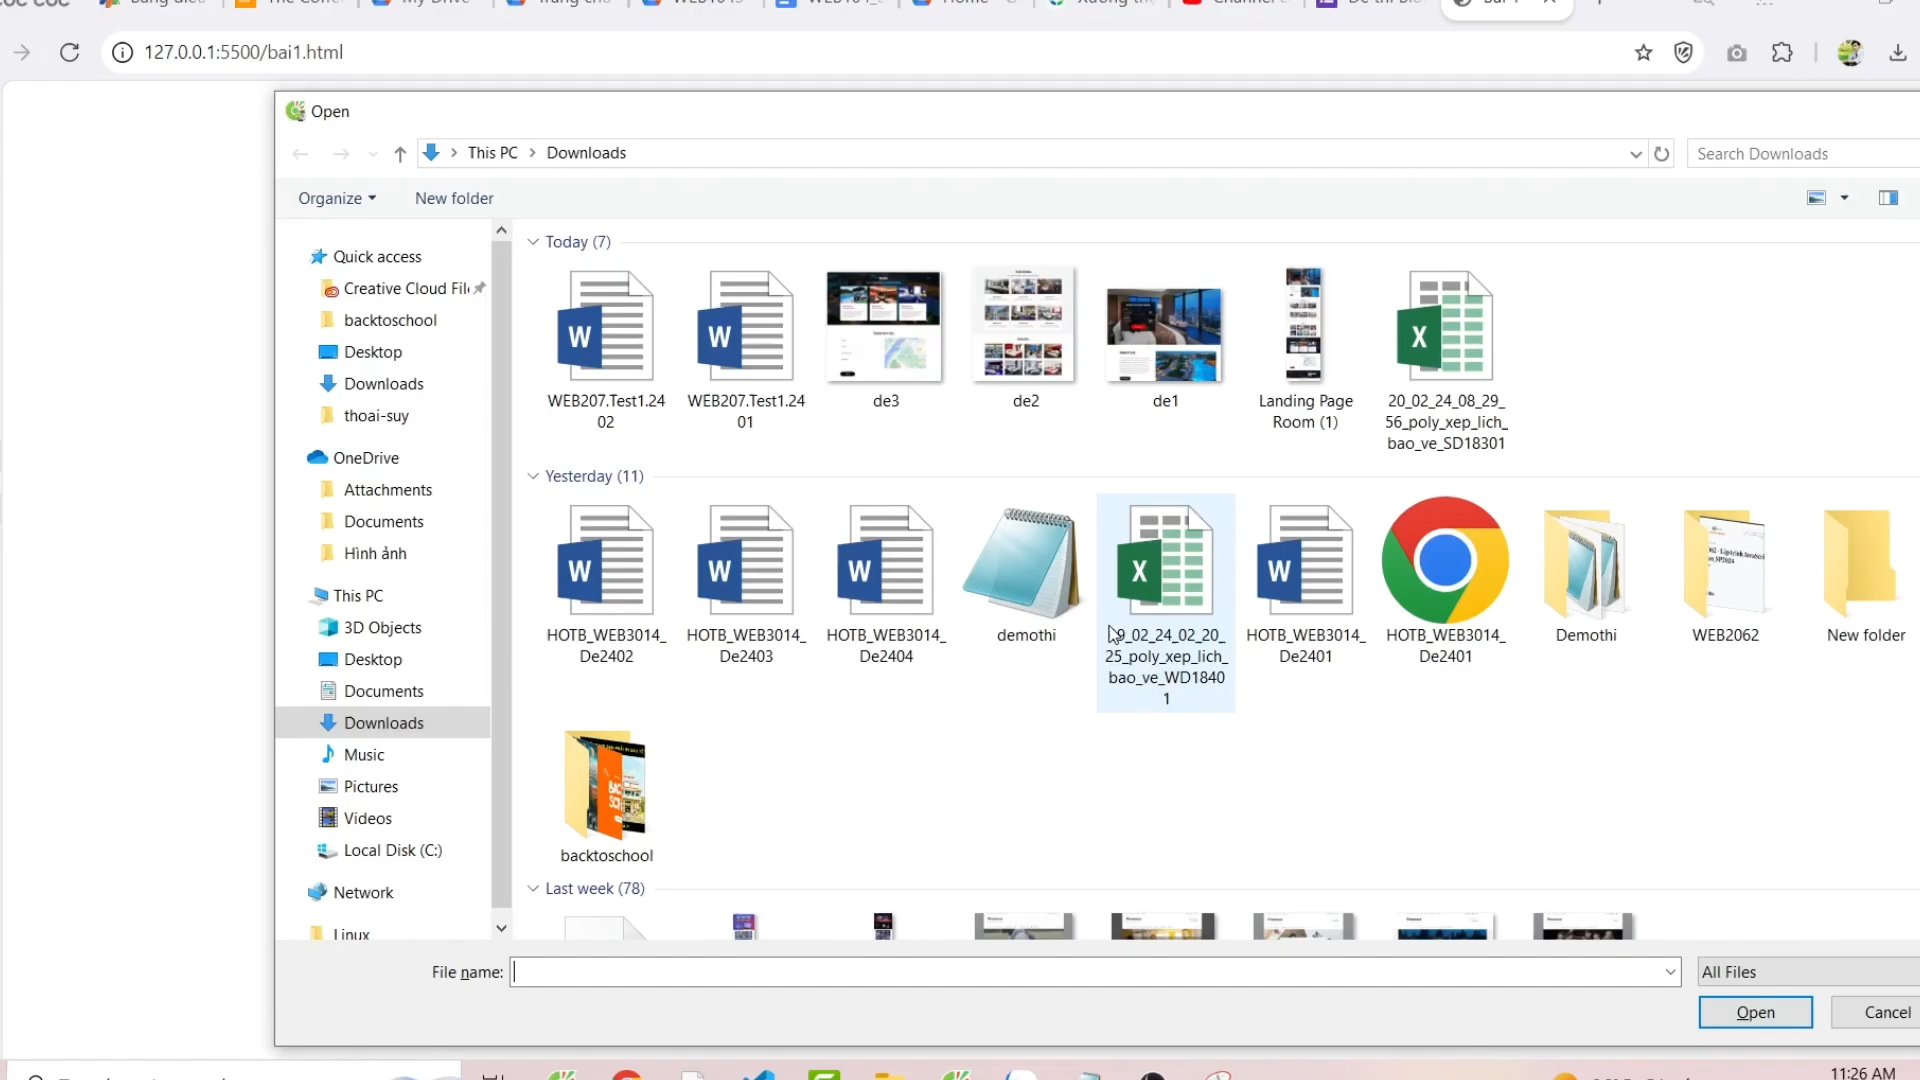 127.0.0.1:5500/bai1.html
Open
This PC > Downloads
Search Downloads
Organize
New folder
Quick access
Creative Cloud Fil
backtoschool
Desktop
Downloads
thoai-suy
OneDrive
Attachments
Documents
Hình ảnh
This PC
3D Objects
Desktop
Documents
Downloads
Music
Pictures
Videos
Local Disk (C:)
Network
Linux
Today (7)
WEB207.Test1.24
02
WEB207.Test1.24
01
de3
de2
de1
Landing Page
Room (1)
20_02_24_08_29_
56_poly_xep_lich_
bao_ve_SD18301
Yesterday (11)
HOTB_WEB3014_
De2402
HOTB_WEB3014_
De2403
HOTB_WEB3014_
De2404
demothi
9_02_24_02_20_
25_poly_xep_lich_
bao_ve_WD1840
1
HOTB_WEB3014_
De2401
HOTB_WEB3014_
De2401
Demothi
WEB2062
New folder
backtoschool
Last week (78)
File name:
All Files
Open
Cancel
11:26 AM